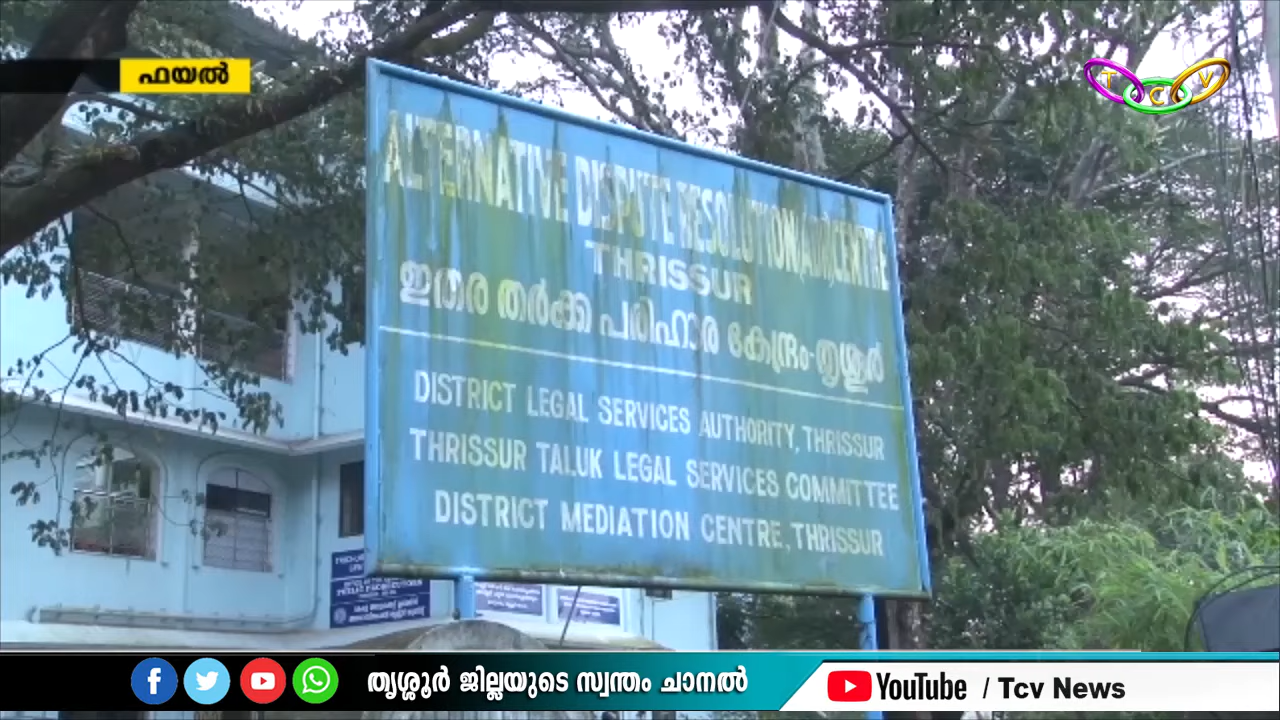 ഫയൽ
TCV
ALTERNATIVE DISPUTE RESOLUTION(ADR)CENTRE
THRISSUR
ഇതര തർക്ക പരിഹാര കേന്ദ്രം-തൃശ്ശൂർ
DISTRICT LEGAL SERVICES AUTHORITY, THRISSUR
THRISSUR TALUK LEGAL SERVICES COMMITTEE
DISTRICT MEDIATION CENTRE, THRISSUR
തൃശ്ശൂർ ജില്ലയുടെ സ്വന്തം ചാനൽ
YouTube / Tcv News